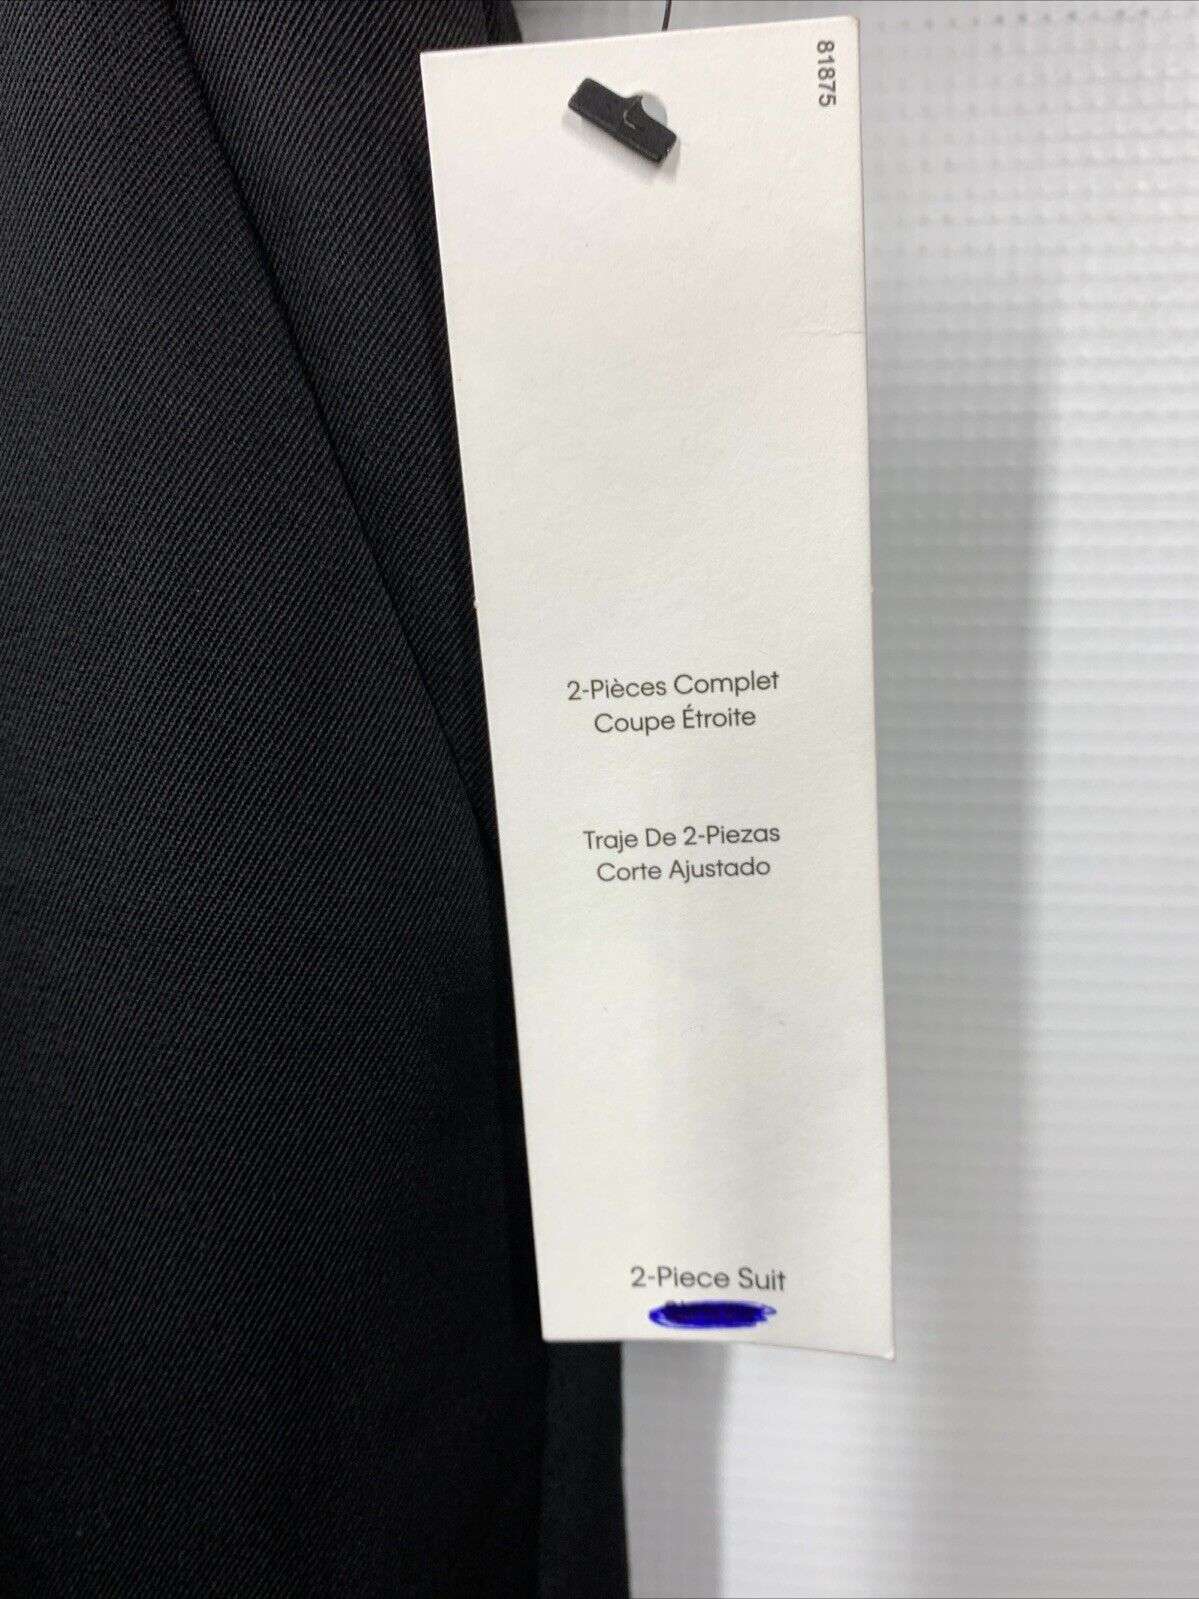 81875
2-Pièces Complet
Coupe Étroite
Traje De 2-Piezas
Corte Ajustado
2-Piece Suit